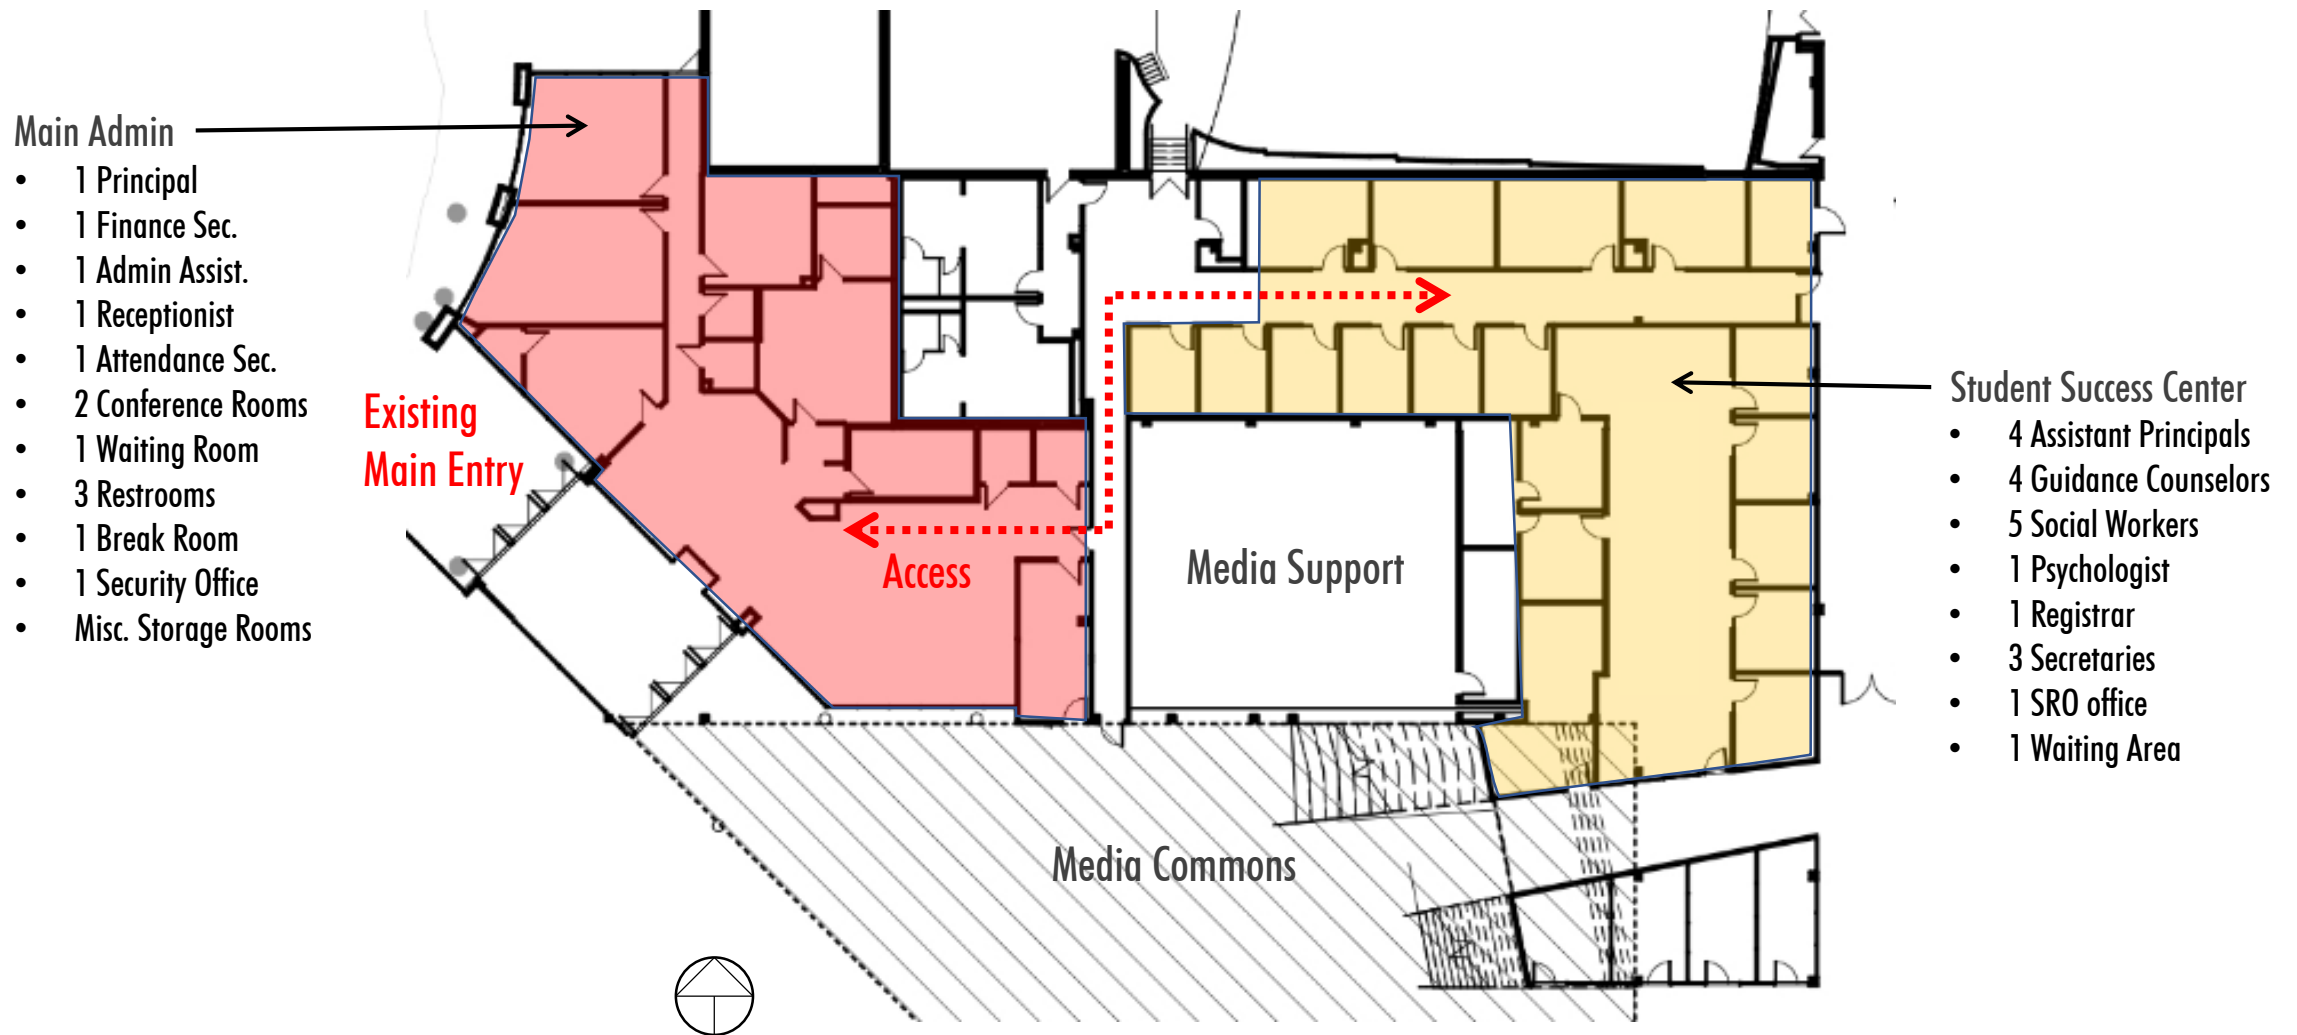 Main Admin
• 1 Principal
• 1 Finance Sec.
• 1 Admin Assist.
• 1 Receptionist
• 1 Attendance Sec.
• 2 Conference Rooms
• 1 Waiting Room
• 3 Restrooms
• 1 Break Room
• 1 Security Office
• Misc. Storage Rooms
Existing
Main Entry
Access
Media Support
Media Commons
Student Success Center
• 4 Assistant Principals
• 4 Guidance Counselors
• 5 Social Workers
• 1 Psychologist
• 1 Registrar
• 3 Secretaries
• 1 SRO office
• 1 Waiting Area